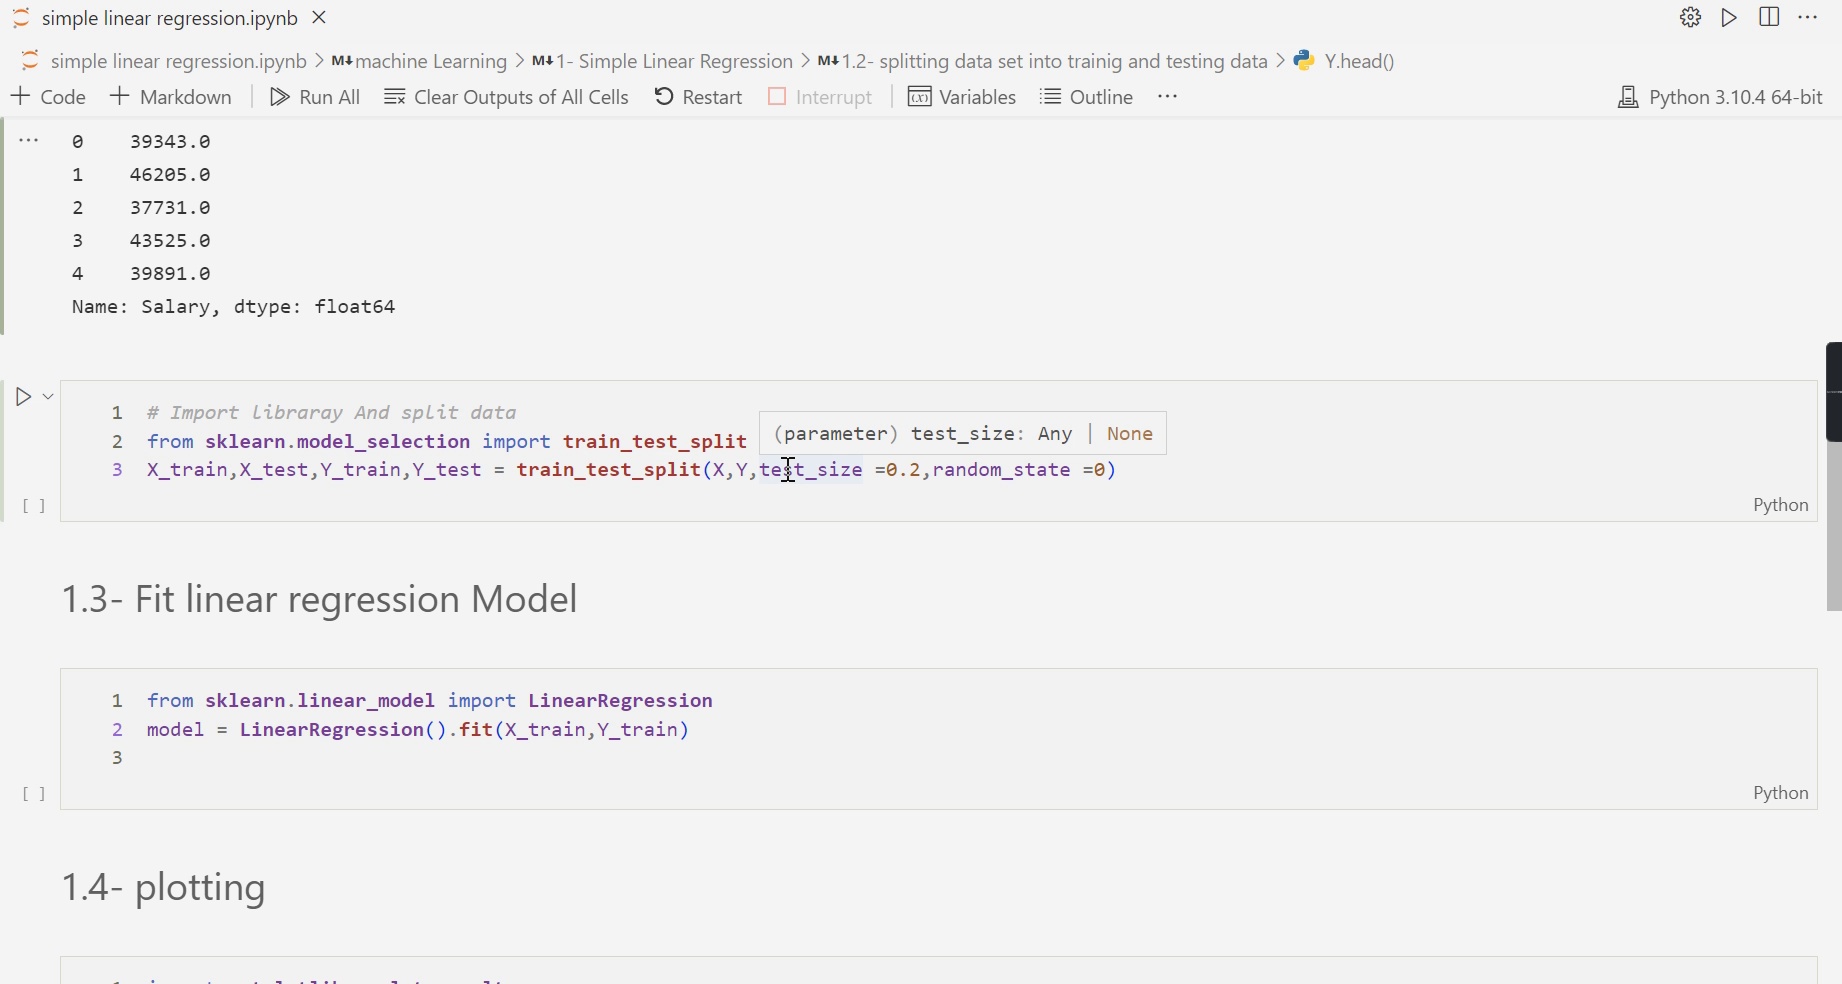 simple linear regression.ipynb
simple linear regression.ipynb > M↓machine Learning > M↓1- Simple Linear Regression > M↓1.2- splitting data set into trainig and testing data > Y.head()
+ Code + Markdown Run All Clear Outputs of All Cells Restart Interrupt Variables Outline ... Python 3.10.4 64-bit
0 39343.0
1 46205.0
2 37731.0
3 43525.0
4 39891.0
Name: Salary, dtype: float64
1 # Import libraray And split data
(parameter) test_size: Any | None
2 from sklearn.model_selection import train_test_split
3 X_train,X_test,Y_train,Y_test = train_test_split(X,Y,test_size =0.2,random_state =0)
[ ] Python
1.3- Fit linear regression Model
1 from sklearn.linear_model import LinearRegression
2 model = LinearRegression().fit(X_train,Y_train)
3
[ ] Python
1.4- plotting